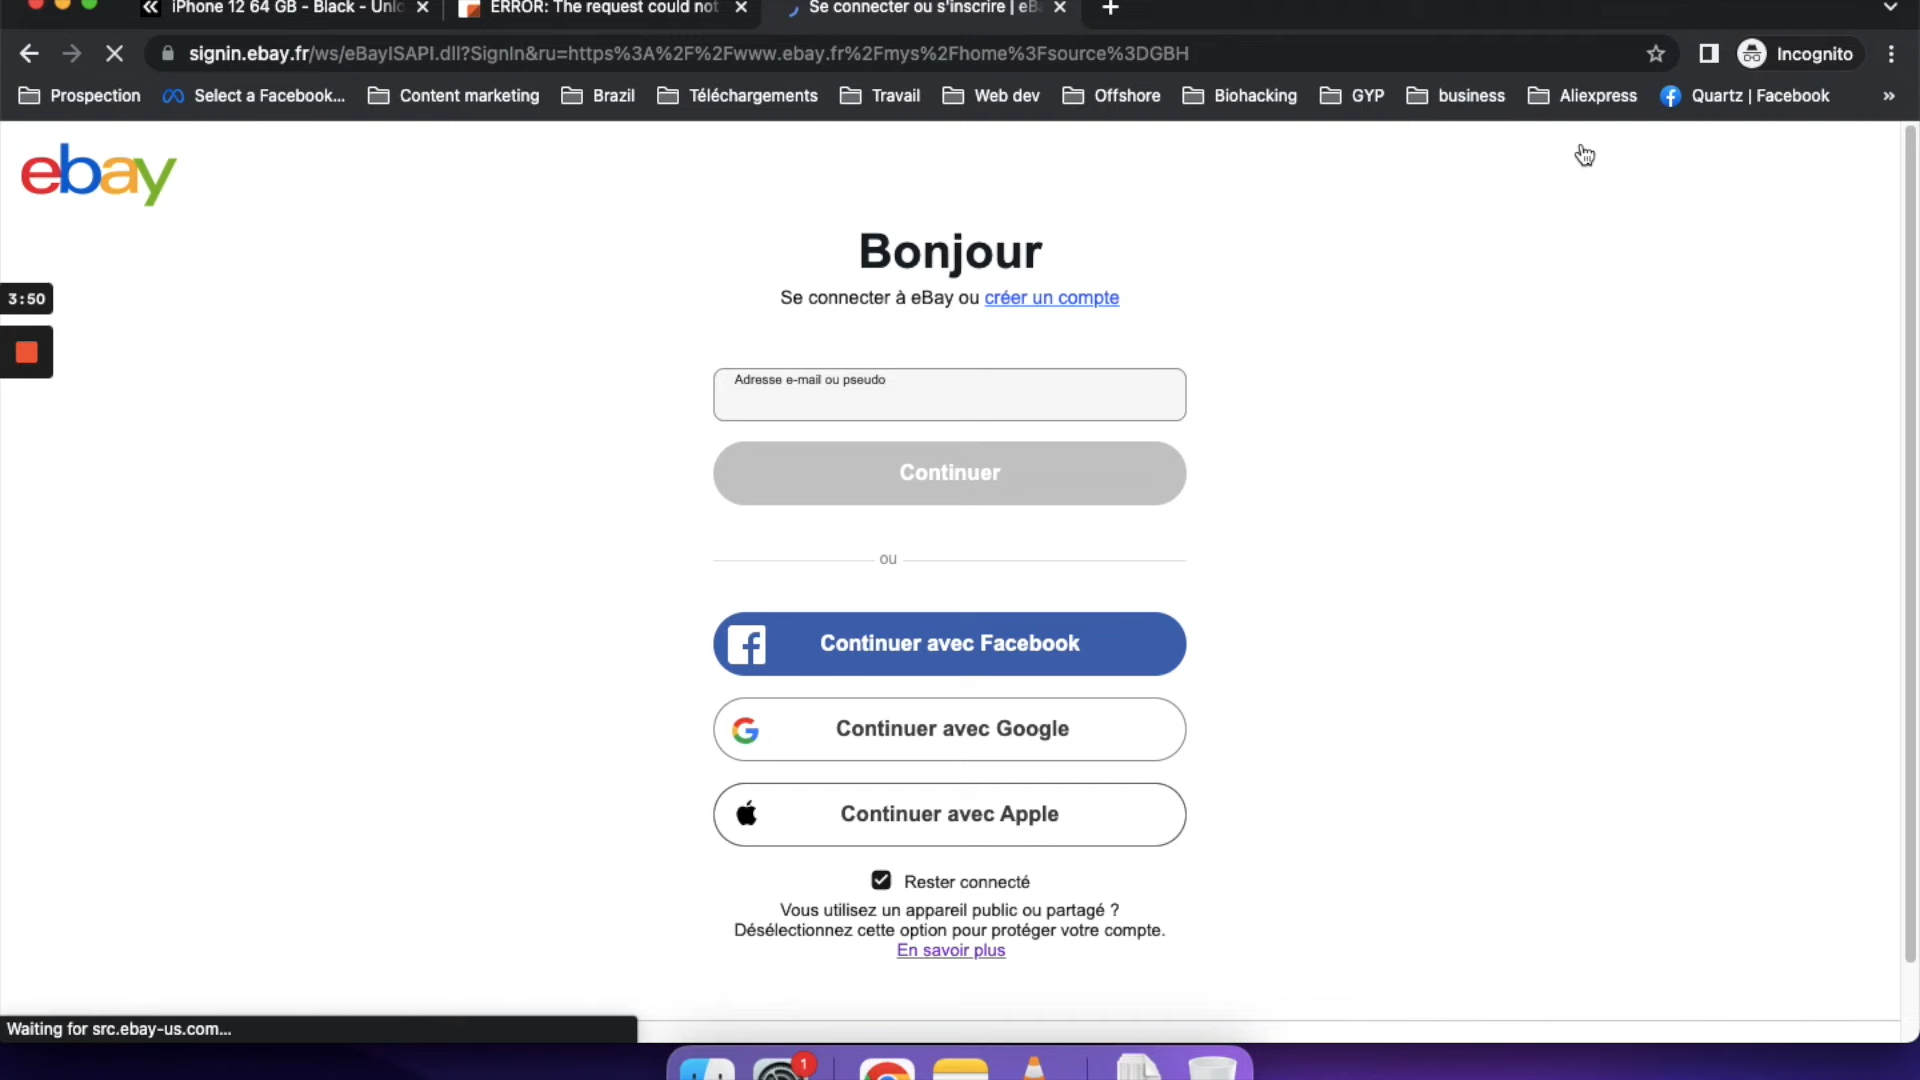 iPhone 12 64 GB - Black - Unlo
ERROR: The request could not
Se connecter ou s'inscrire | eB
signin.ebay.fr/ws/eBayISAPI.dll?SignIn&ru=https%3A%2F%2Fwww.ebay.fr%2Fmys%2Fhome%3Fsource%3DGBH
Incognito
Prospection
Select a Facebook...
Content marketing
Brazil
Téléchargements
Travail
Web dev
Offshore
Biohacking
GYP
business
Aliexpress
Quartz | Facebook
»
ebay
Bonjour
Se connecter à eBay ou créer un compte
3:50
Adresse e-mail ou pseudo
Continuer
ou
Continuer avec Facebook
Continuer avec Google
Continuer avec Apple
Rester connecté
Vous utilisez un appareil public ou partagé ?
Désélectionnez cette option pour protéger votre compte.
En savoir plus
Waiting for src.ebay-us.com...
1